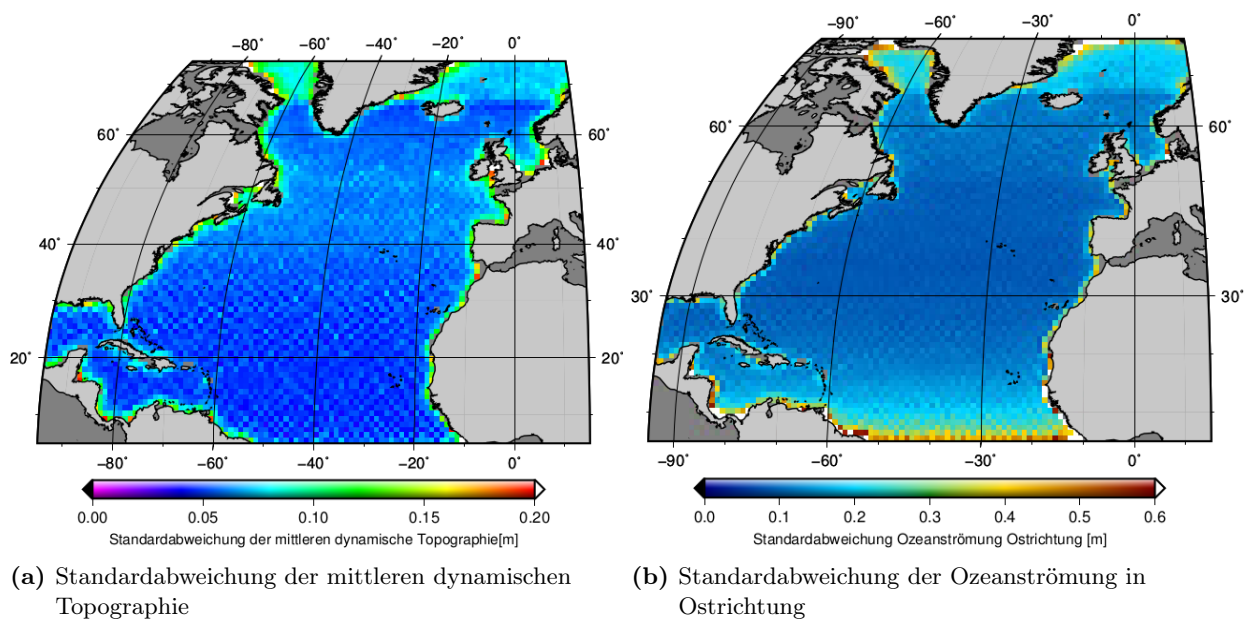 −80˚ −60˚ −40˚ −20˚ 0˚
60˚ 60˚
40˚ 40˚
20˚ 20˚
−80˚ −60˚ −40˚ −20˚ 0˚
0.00 0.05 0.10 0.15 0.20
Standardabweichung der mittleren dynamische Topographie[m]
(a) Standardabweichung der mittleren dynamischen
Topographie
−90˚ −60˚ −30˚ 0˚
60˚ 60˚
30˚ 30˚
−90˚ −60˚ −30˚ 0˚
0.0 0.1 0.2 0.3 0.4 0.5 0.6
Standardabweichung Ozeanströmung Ostrichtung [m]
(b) Standardabweichung der Ozeanströmung in
Ostrichtung